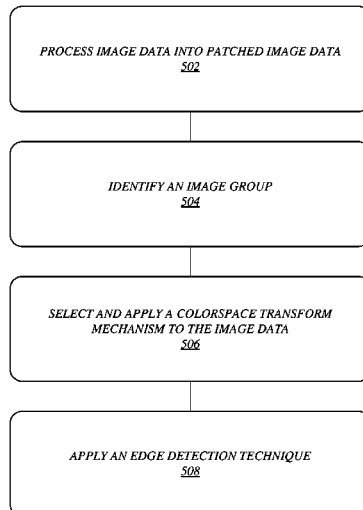 PROCESS IMAGE DATA INTO PATCHED IMAGE DATA
502
IDENTIFY AN IMAGE GROUP
504
SELECT AND APPLY A COLORSPACE TRANSFORM
MECHANISM TO THE IMAGE DATA
506
APPLY AN EDGE DETECTION TECHNIQUE
508